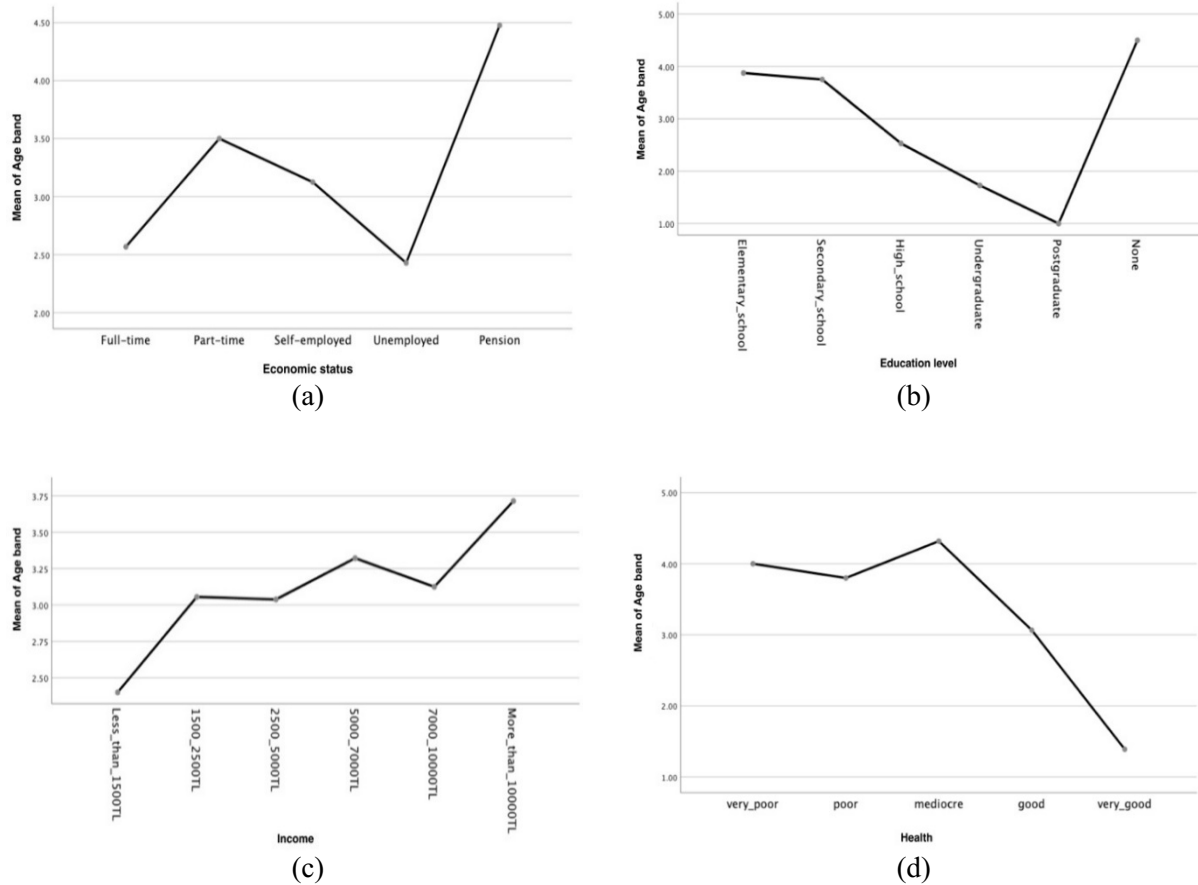 Mean of Age band
4.50
4.00
3.50
3.00
2.50
2.00
Full-time Part-time Self-employed Unemployed Pension
Economic status
(a)
Mean of Age band
5.00
4.00
3.00
2.00
1.00
Elementary_school
Secondary_school
High_school
Undergraduate
Postgraduate
None
Education level
(b)
Mean of Age band
3.75
3.50
3.25
3.00
2.75
2.50
Less_than_1500TL
1500_2500TL
2500_5000TL
5000_7000TL
7000_10000TL
More_than_10000TL
Income
(c)
Mean of Age band
5.00
4.00
3.00
2.00
1.00
very_poor poor mediocre good very_good
Health
(d)